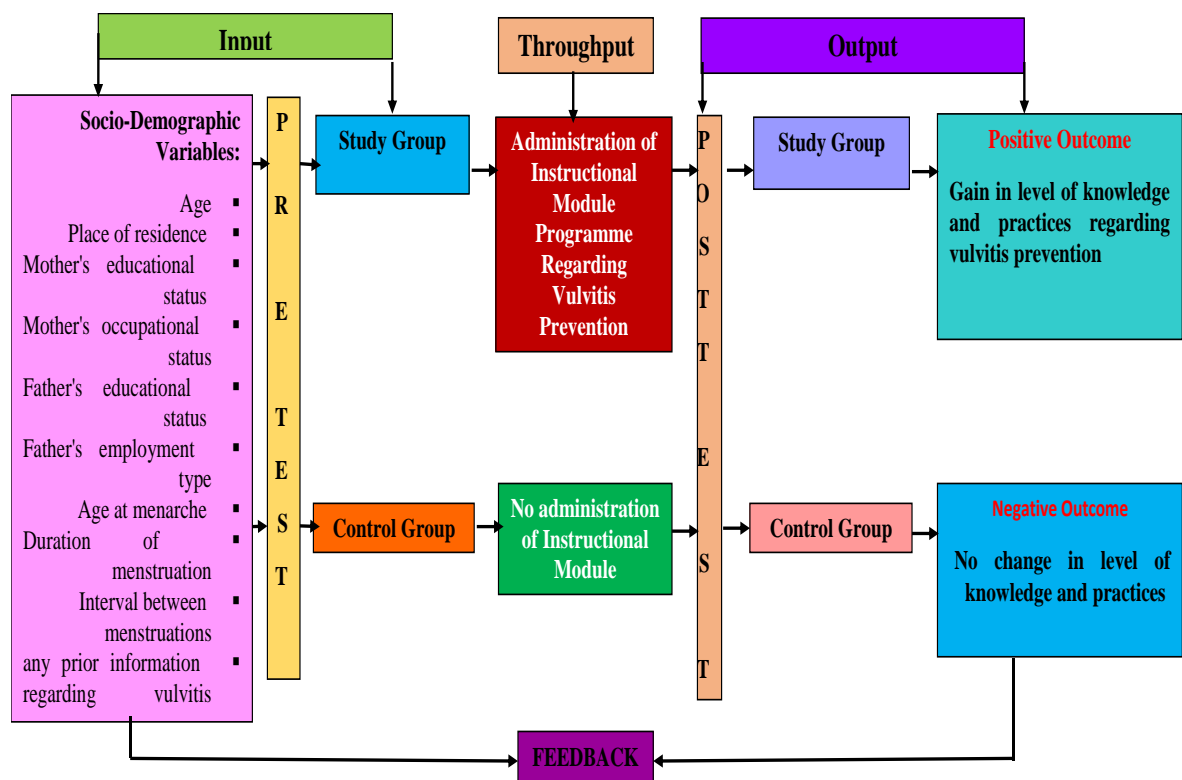 Input
Throughput
Output
Socio-Demographic
Variables:
▪ Age
▪ Place of residence
▪ Mother's educational
status
▪ Mother's occupational
status
▪ Father's educational
status
▪ Father's employment
type
▪ Age at menarche
▪ Duration of
menstruation
▪ Interval between
menstruations
▪ any prior information
regarding vulvitis
P
R
E
T
E
S
T
Study Group
Administration of
Instructional
Module
Programme
Regarding
Vulvitis
Prevention
P
O
S
T
T
E
S
T
Study Group
Positive Outcome
Gain in level of knowledge
and practices regarding
vulvitis prevention
Control Group
No administration
of Instructional
Module
Control Group
Negative Outcome
No change in level of
knowledge and practices
FEEDBACK